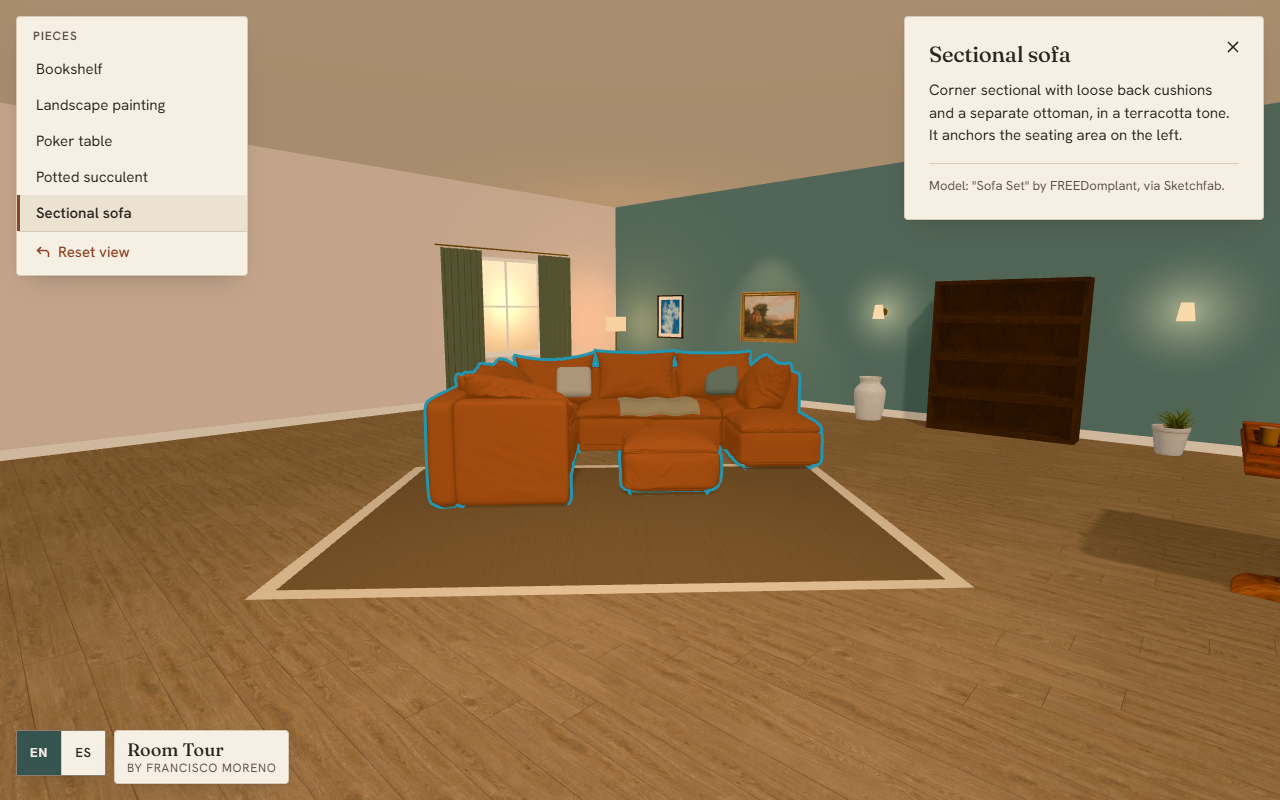 PIECES
Bookshelf
Landscape painting
Poker table
Potted succulent
Sectional sofa
Reset view
Sectional sofa
Corner sectional with loose back cushions
and a separate ottoman, in a terracotta tone.
It anchors the seating area on the left.
Model: "Sofa Set" by FREEDomplant, via Sketchfab.
EN ES
Room Tour
BY FRANCISCO MORENO